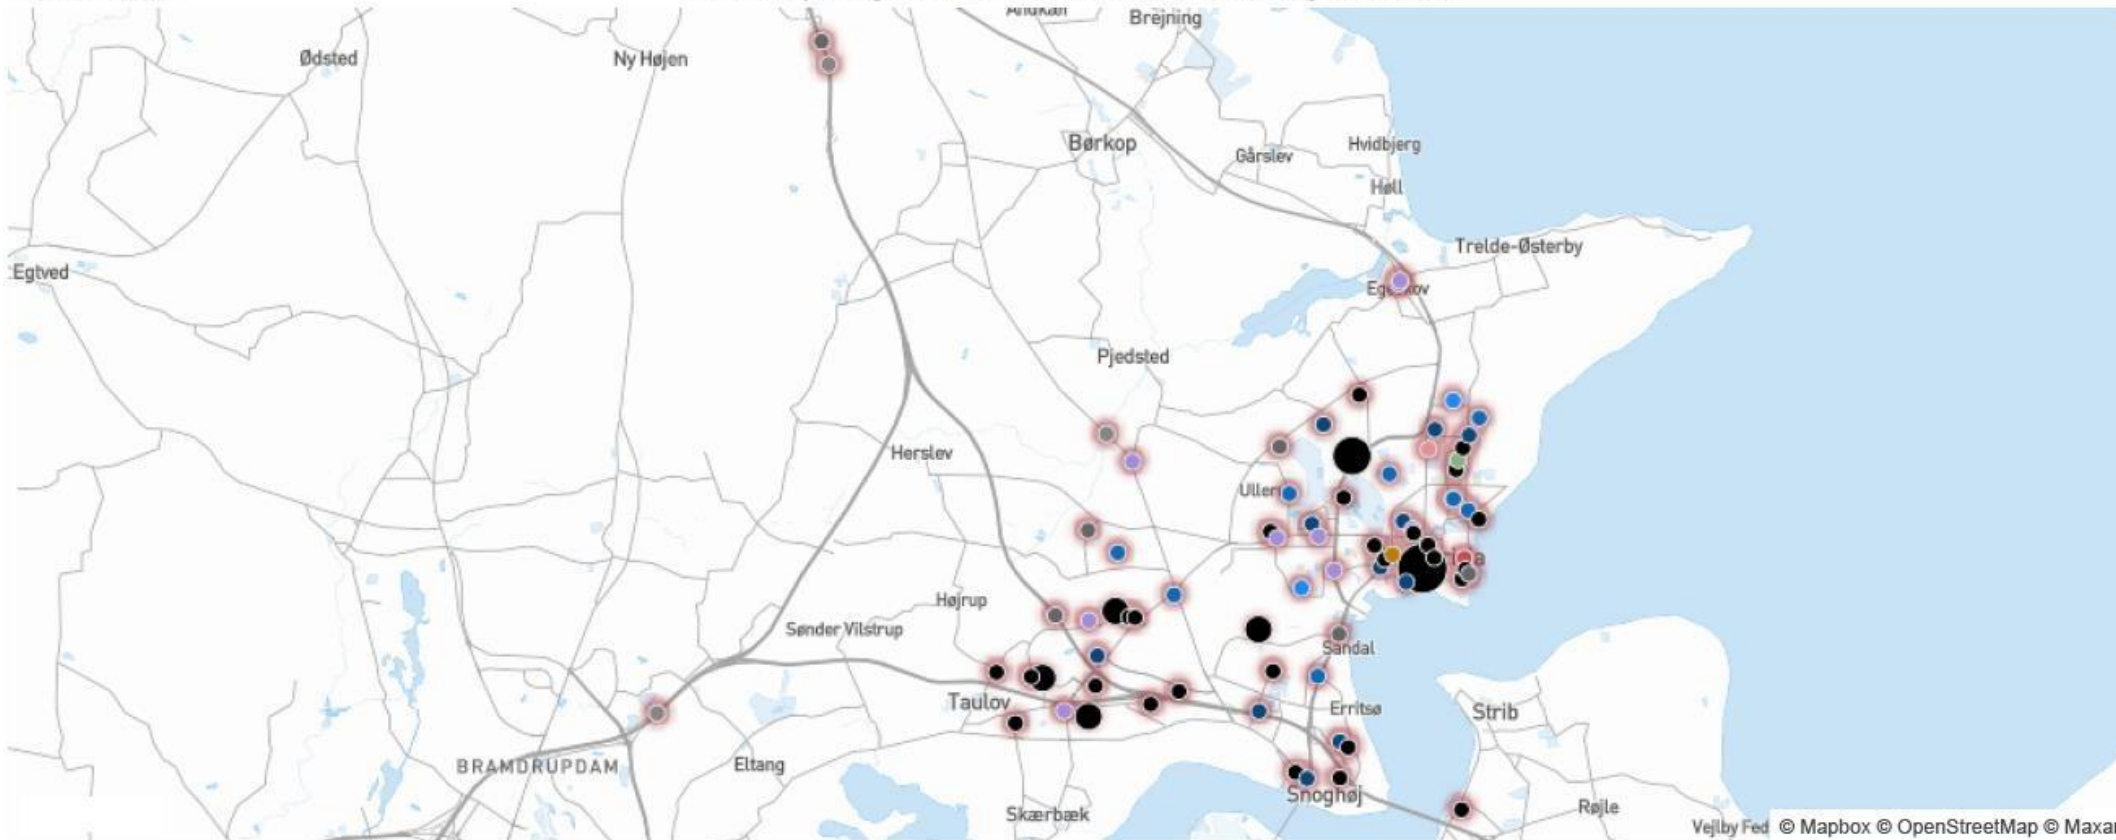 Brejning
Ødsted
Ny Højen
Børkop
Gårslev
Hvidbjerg
Høll
Trelde-Østerby
Egtved
Pjedsted
Herslev
Højrup
Sønder Vilstrup
Sandal
Taulov
Erritsø
Strib
BRAMDRUPDAM
Eltang
Snoghøj
Skærbæk
Røjle
Vejlby Fed © Mapbox © OpenStreetMap © Maxar